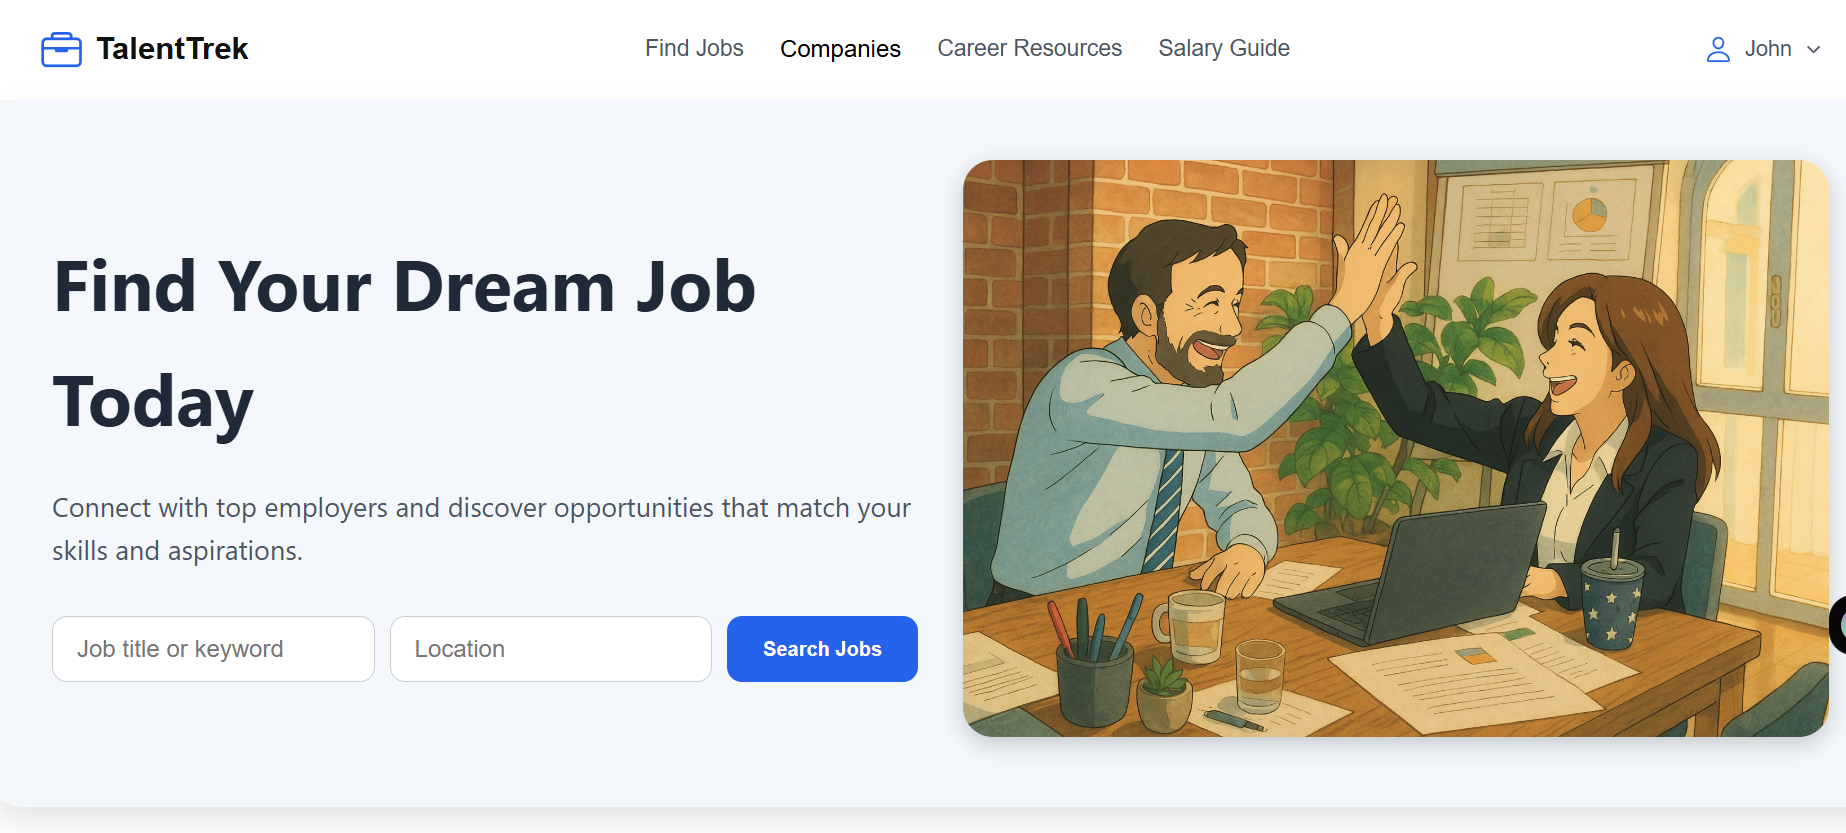 TalentTrek
Find Jobs
Companies
Career Resources
Salary Guide
John
Find Your Dream Job
Today
Connect with top employers and discover opportunities that match your
skills and aspirations.
Job title or keyword
Location
Search Jobs